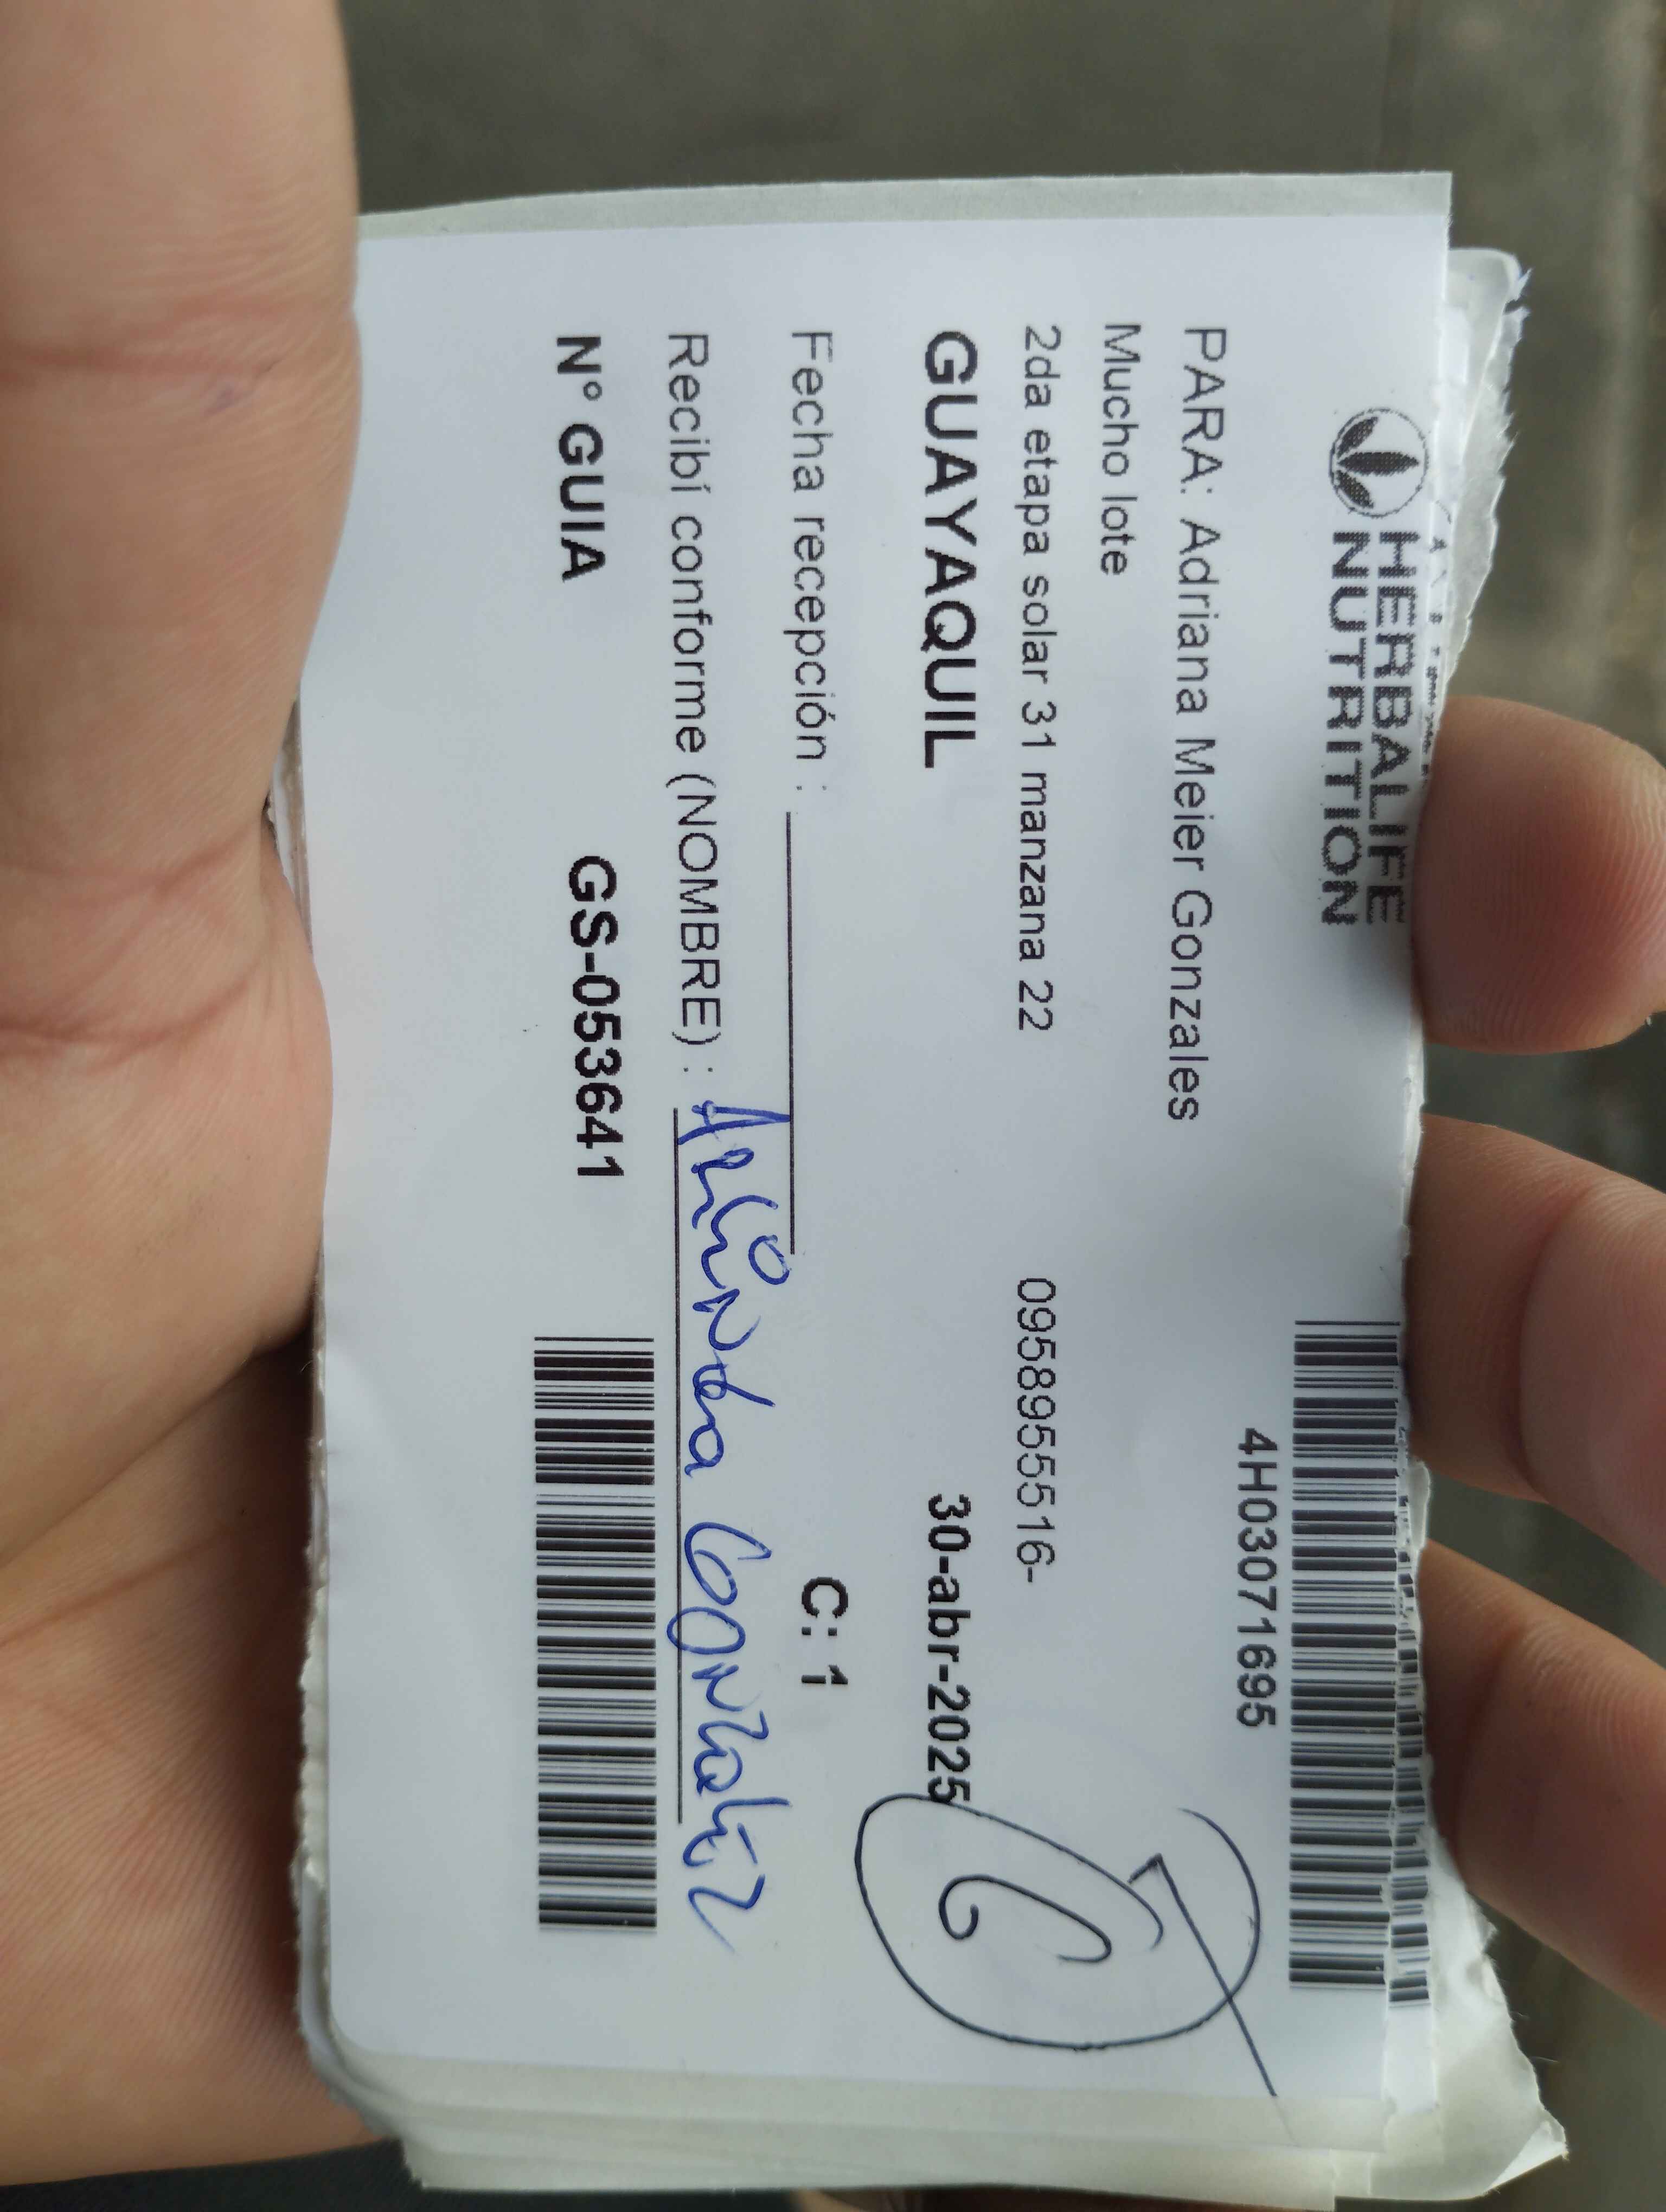 HERBALIFE
NUTRITION
4H03071695
PARA: Adriana Meier Gonzales
Mucho lote
2da etapa solar 31 manzana 22 0958955516-
GUAYAQUIL 30-abr-2025
Fecha recepción : C: 1
Recibí conforme (NOMBRE) : Gonzalez
N° GUIA GS-053641